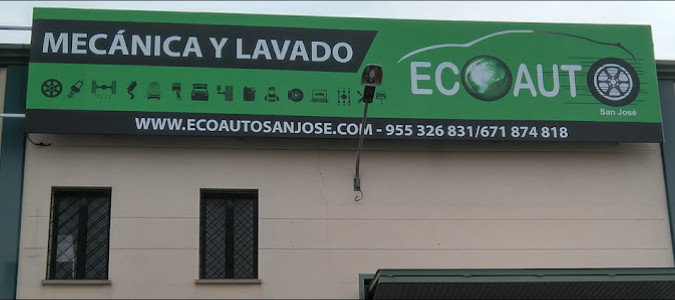 MECÁNICA Y LAVADO
ECOAUTO
San José
WWW.ECOAUTOSANJOSE.COM - 955 326 831/671 874 818